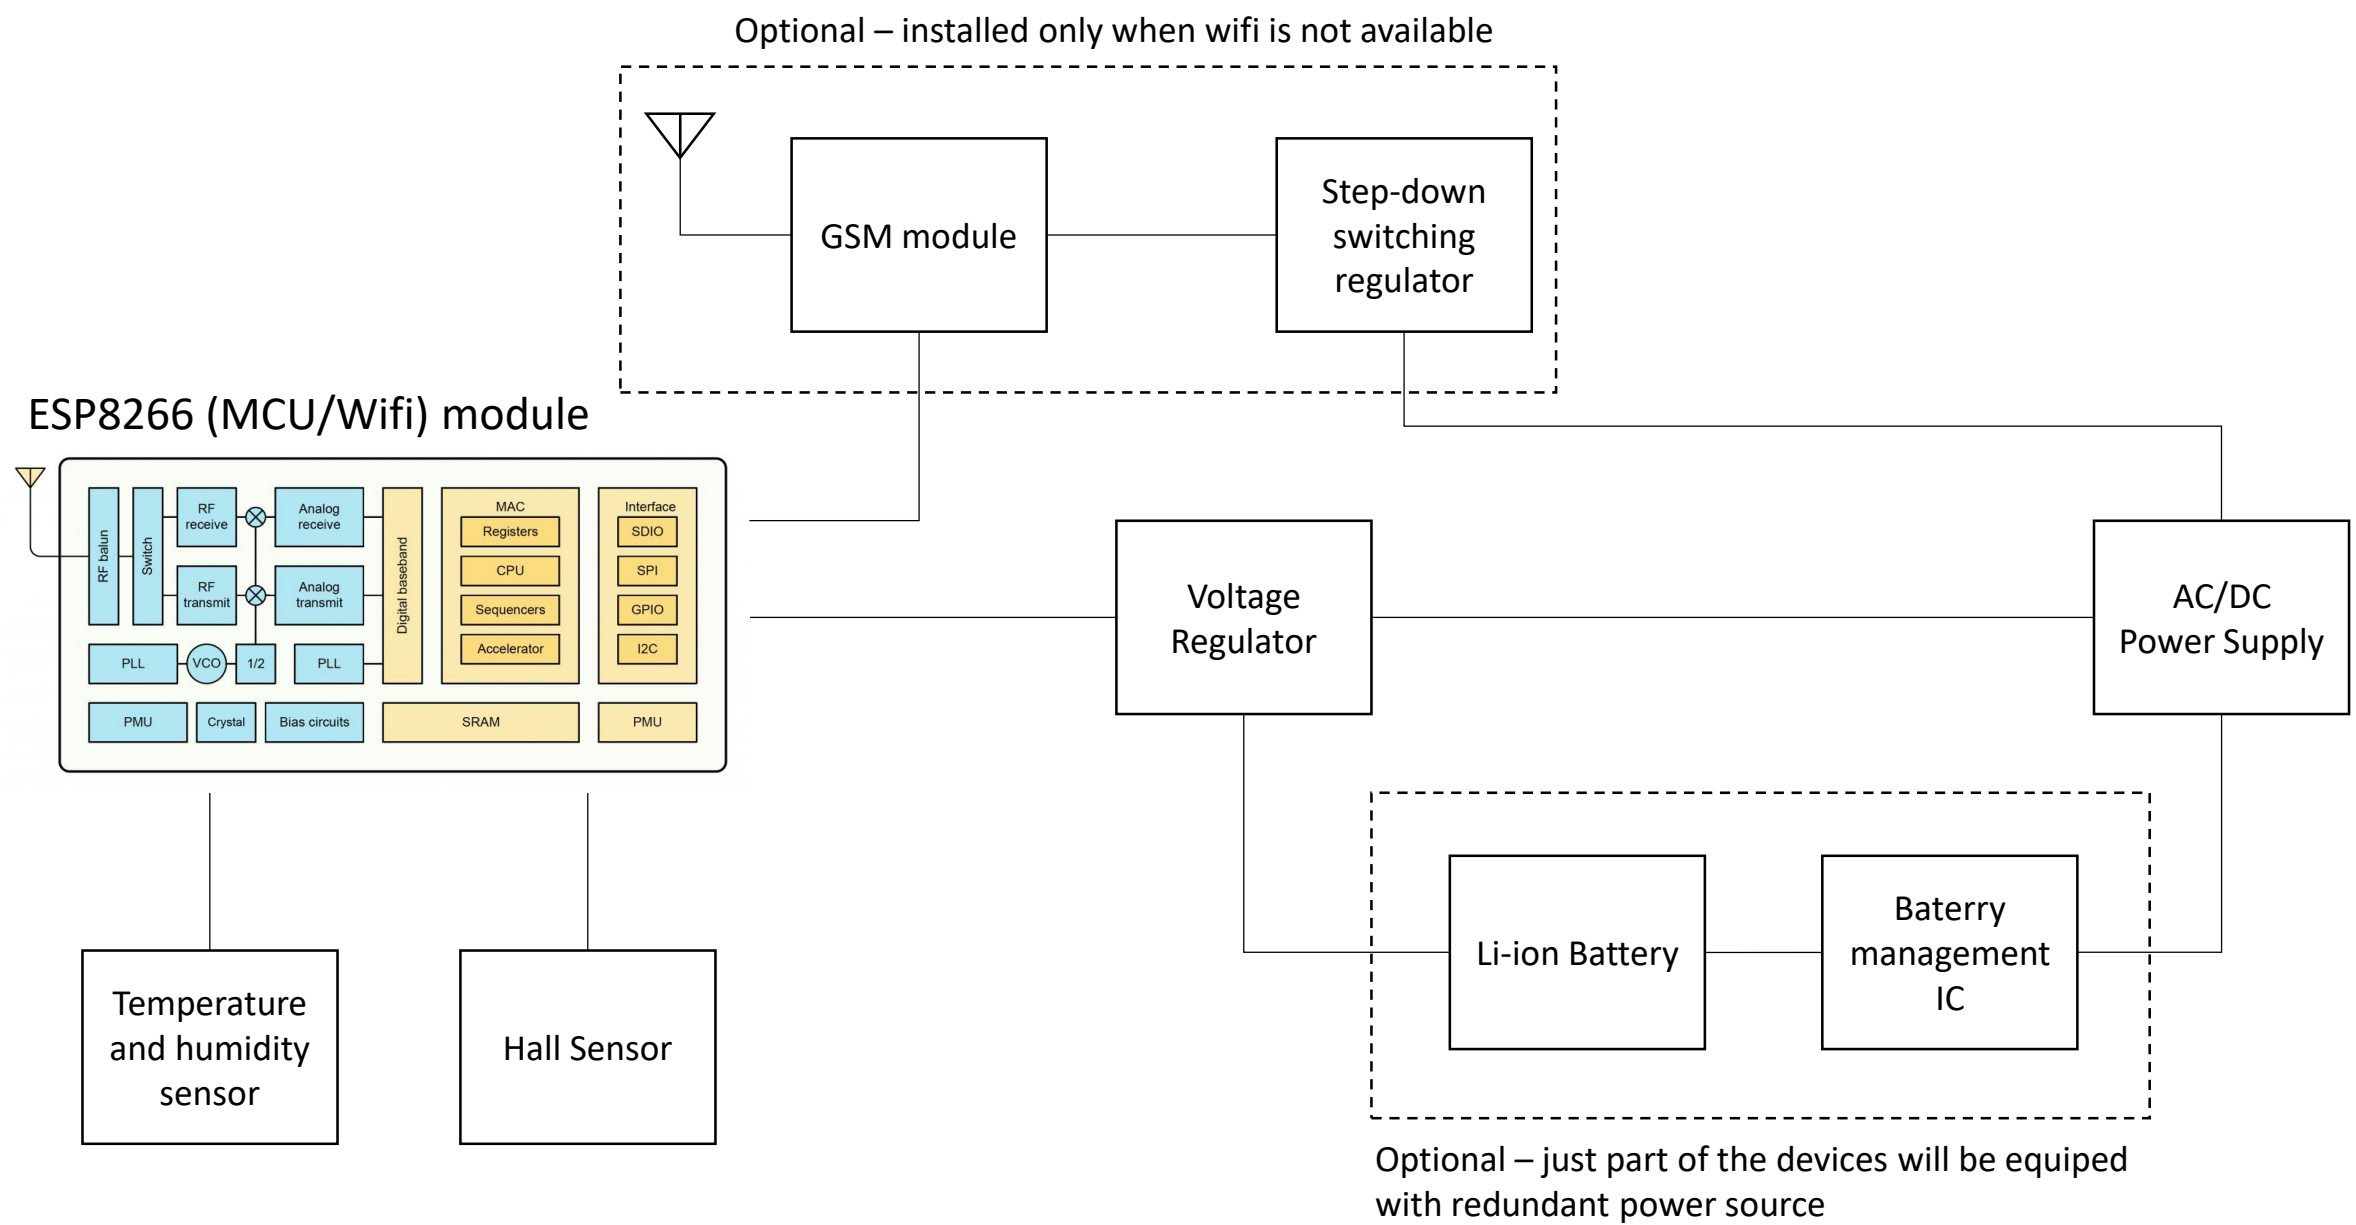 Optional – installed only when wifi is not available
GSM module
Step-down
switching
regulator
ESP8266 (MCU/Wifi) module
RF balun
Switch
RF
receive
Analog
receive
RF
transmit
Analog
transmit
PLL
VCO
1/2
PLL
Digital baseband
MAC
Registers
CPU
Sequencers
Accelerator
Interface
SDIO
SPI
GPIO
I2C
PMU
Crystal
Bias circuits
SRAM
PMU
Voltage
Regulator
AC/DC
Power Supply
Temperature
and humidity
sensor
Hall Sensor
Li-ion Battery
Baterry
management
IC
Optional – just part of the devices will be equiped
with redundant power source